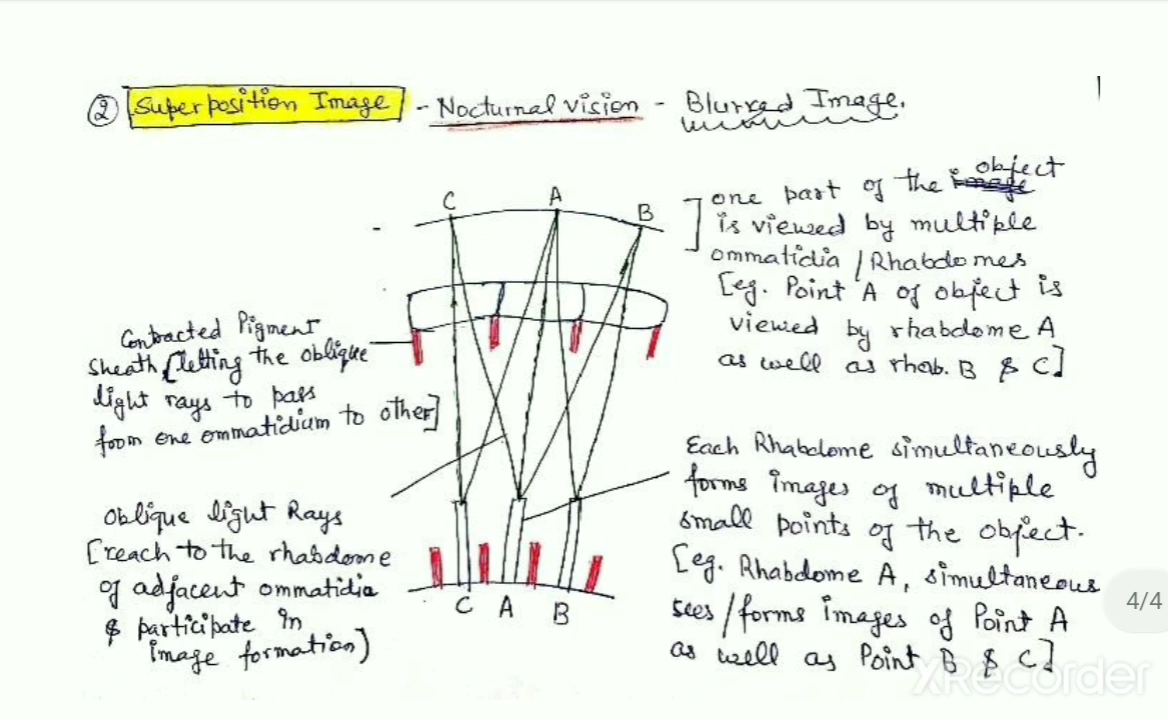 ② Superposition Image - Nocturnal vision - Blurred Image.
C A B
one part of the object
is viewed by multiple
ommatidia / Rhabdomes
[eg. Point A of object is
viewed by rhabdome A
as well as rhab. B & C]
Contracted Pigment
Sheath [letting the oblique
light rays to pass
from one ommatidium to other]
Oblique light Rays
[reach to the rhabdome
of adjacent ommatidia
& participate in
image formation)
Each Rhabdome simultaneously
forms images of multiple
small points of the object.
[eg. Rhabdome A, simultaneous
sees/forms images of Point A
as well as Point B & C]
C A B
4/4
XRecorder